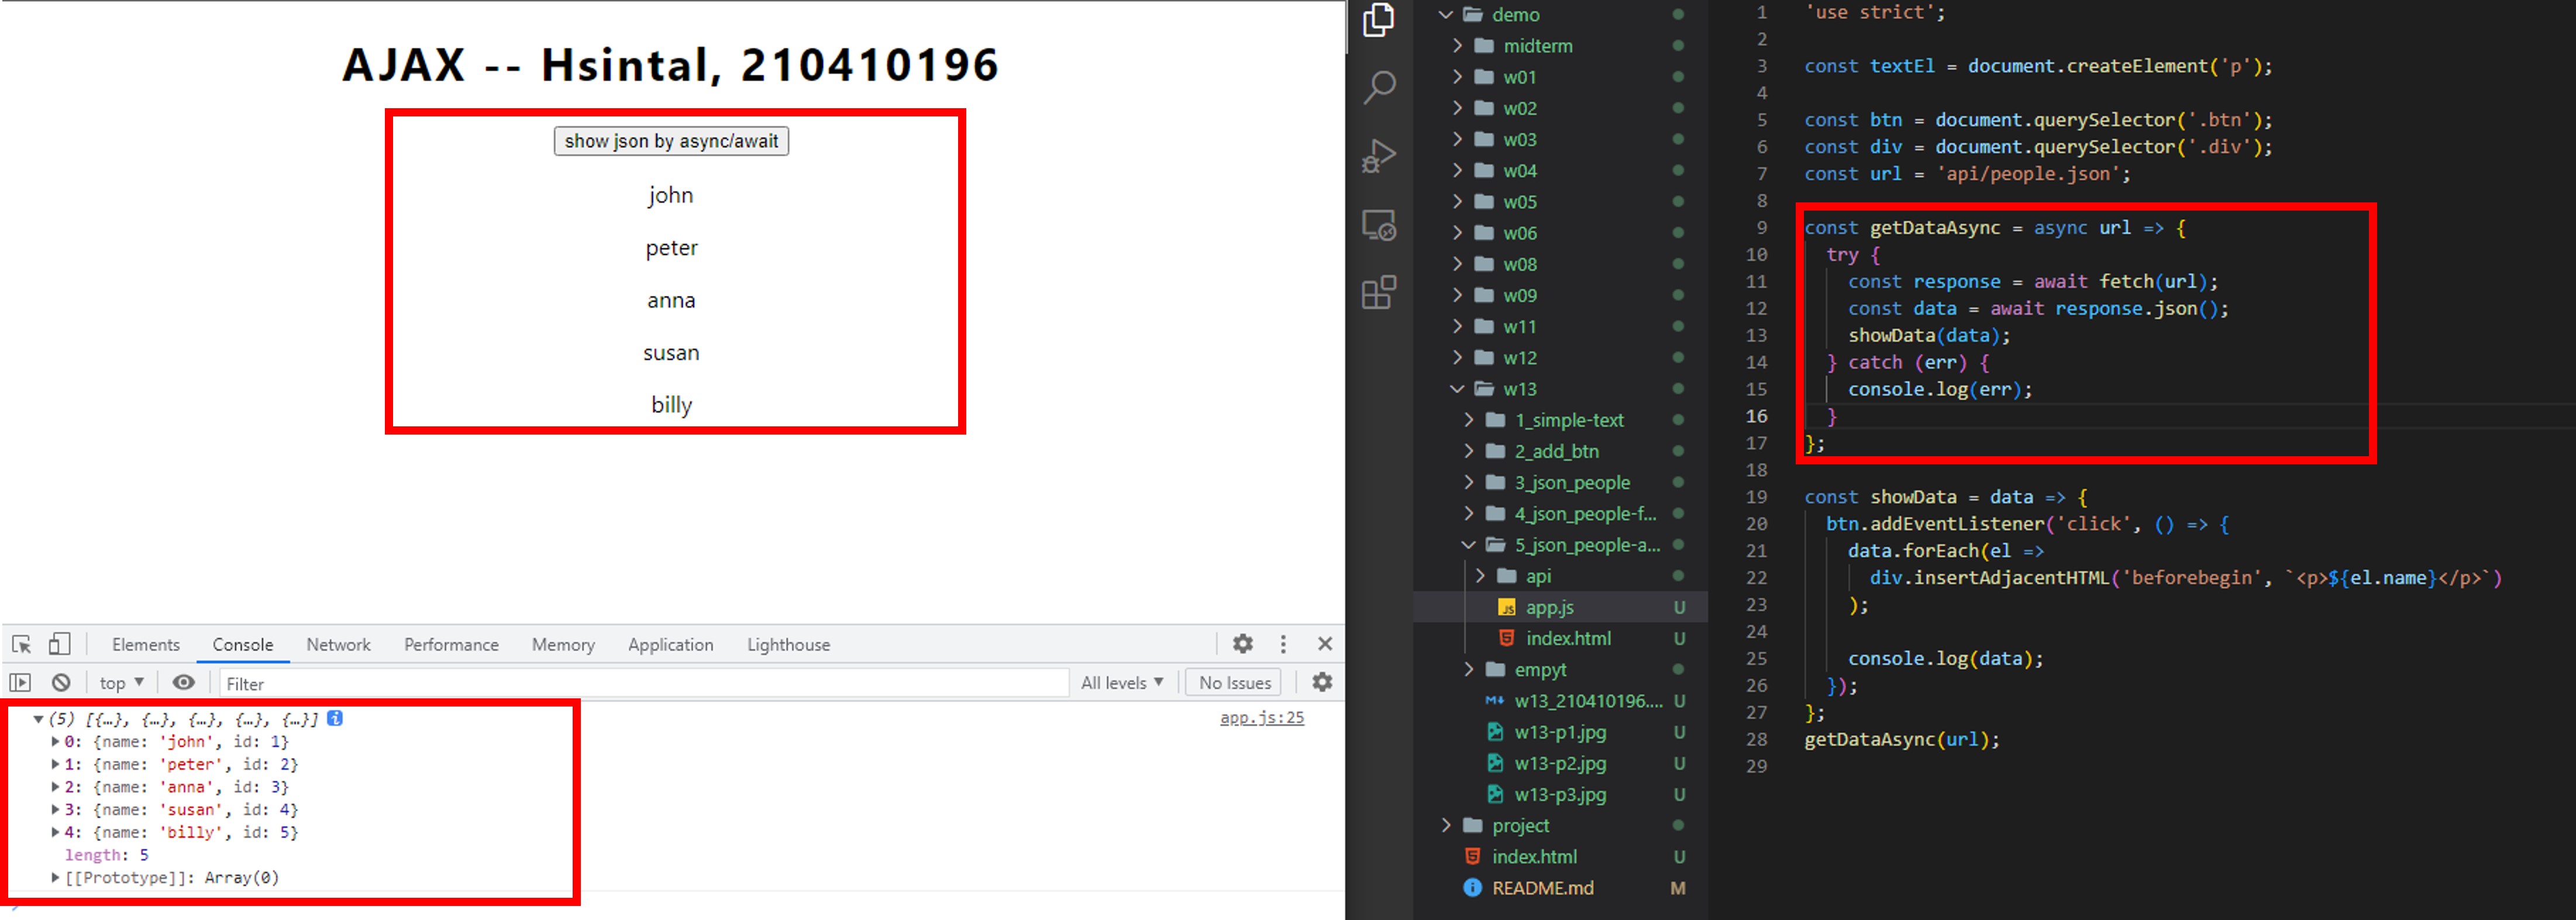 AJAX -- Hsintal, 210410196
show json by async/await
john
peter
anna
susan
billy
Elements Console Network Performance Memory Application Lighthouse
top Filter All levels No Issues
(5) [{…}, {…}, {…}, {…}, {…}] app.js:25
0: {name: 'john', id: 1}
1: {name: 'peter', id: 2}
2: {name: 'anna', id: 3}
3: {name: 'susan', id: 4}
4: {name: 'billy', id: 5}
length: 5
[[Prototype]]: Array(0)
demo
midterm
w01
w02
w03
w04
w05
w06
w08
w09
w11
w12
w13
1_simple-text
2_add_btn
3_json_people
4_json_people-f...
5_json_people-a...
api
JS app.js U
index.html U
empyt
w13_210410196.... U
w13-p1.jpg U
w13-p2.jpg U
w13-p3.jpg U
project
index.html U
README.md M
1 'use strict';
2
3 const textEl = document.createElement('p');
4
5 const btn = document.querySelector('.btn');
6 const div = document.querySelector('.div');
7 const url = 'api/people.json';
8
9 const getDataAsync = async url => {
10 try {
11 const response = await fetch(url);
12 const data = await response.json();
13 showData(data);
14 } catch (err) {
15 console.log(err);
16 }
17 };
18
19 const showData = data => {
20 btn.addEventListener('click', () => {
21 data.forEach(el =>
22 div.insertAdjacentHTML('beforebegin', `<p>${el.name}</p>`)
23 );
24
25 console.log(data);
26 });
27 };
28 getDataAsync(url);
29